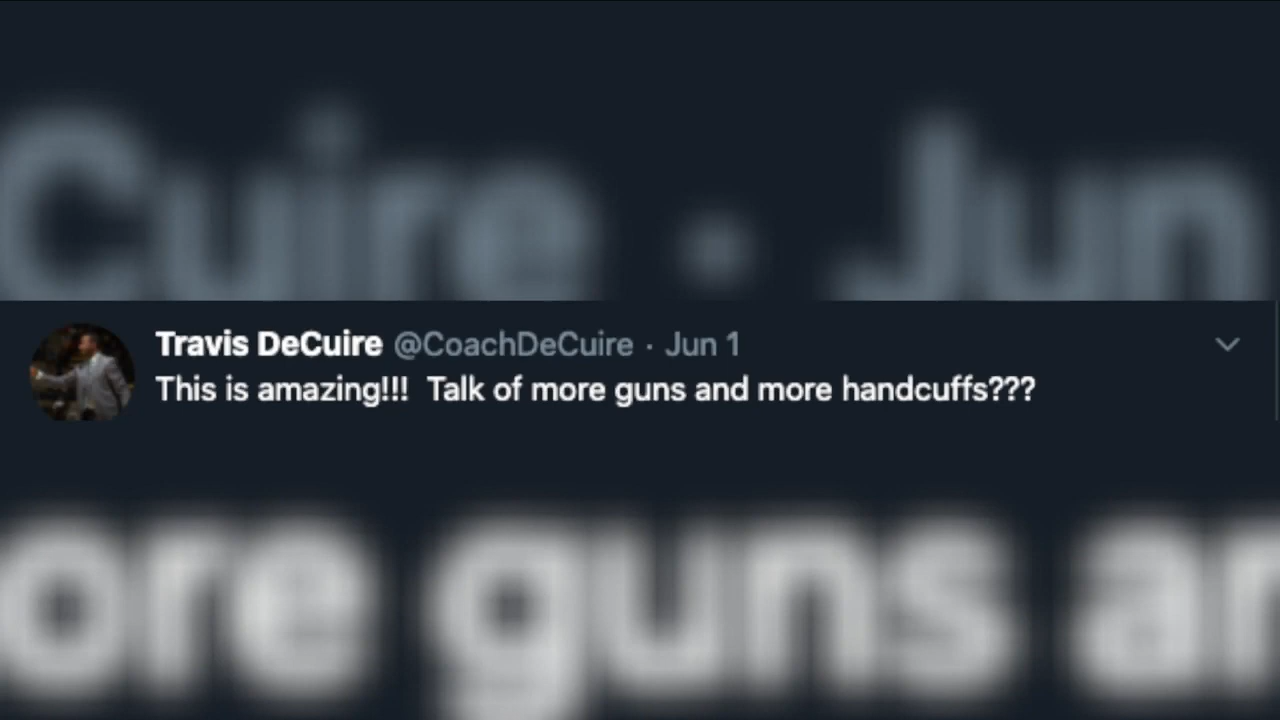 Cuire · Jun
Travis DeCuire @CoachDeCuire · Jun 1
This is amazing!!!  Talk of more guns and more handcuffs???
ore guns ar